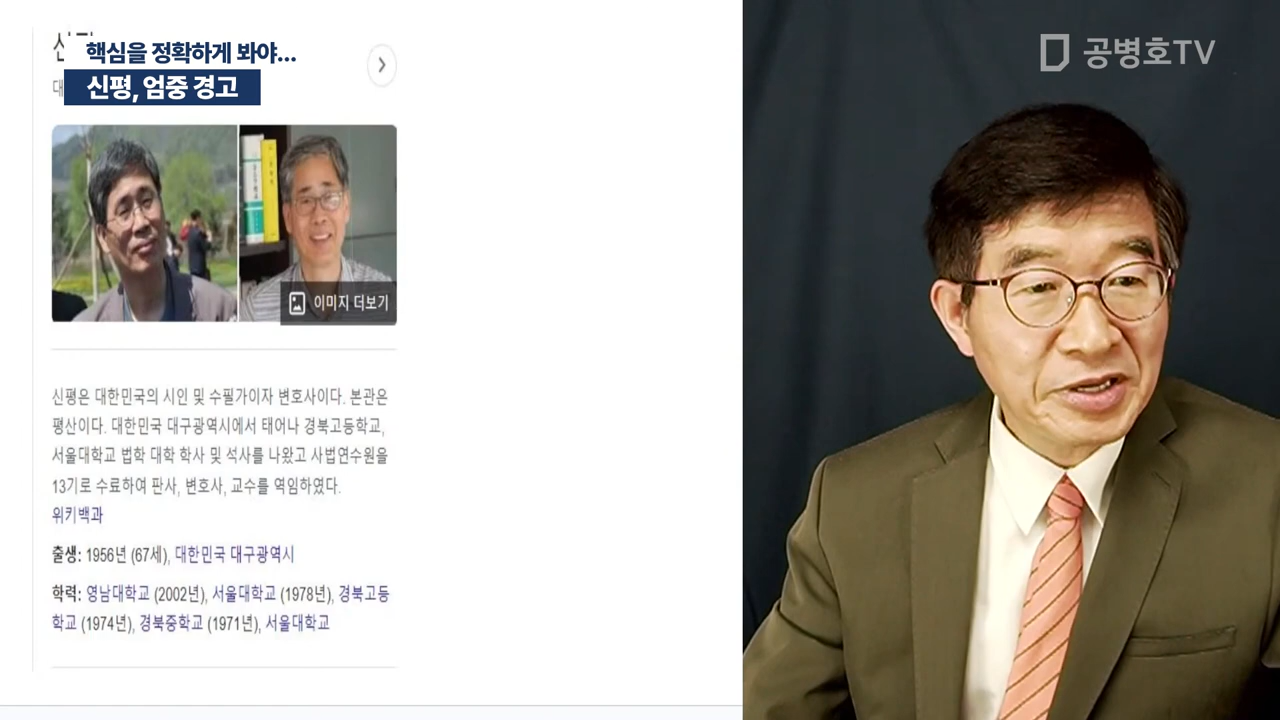 핵심을 정확하게 봐야...
신평, 엄중 경고
공병호TV
이미지 더보기
신평은 대한민국의 시인 및 수필가이자 변호사이다. 본관은
평산이다. 대한민국 대구광역시에서 태어나 경북고등학교,
서울대학교 법학 대학 학사 및 석사를 나왔고 사법연수원을
13기로 수료하여 판사, 변호사, 교수를 역임하였다.
위키백과
출생: 1956년 (67세), 대한민국 대구광역시
학력: 영남대학교 (2002년), 서울대학교 (1978년), 경북고등
학교 (1974년), 경북중학교 (1971년), 서울대학교